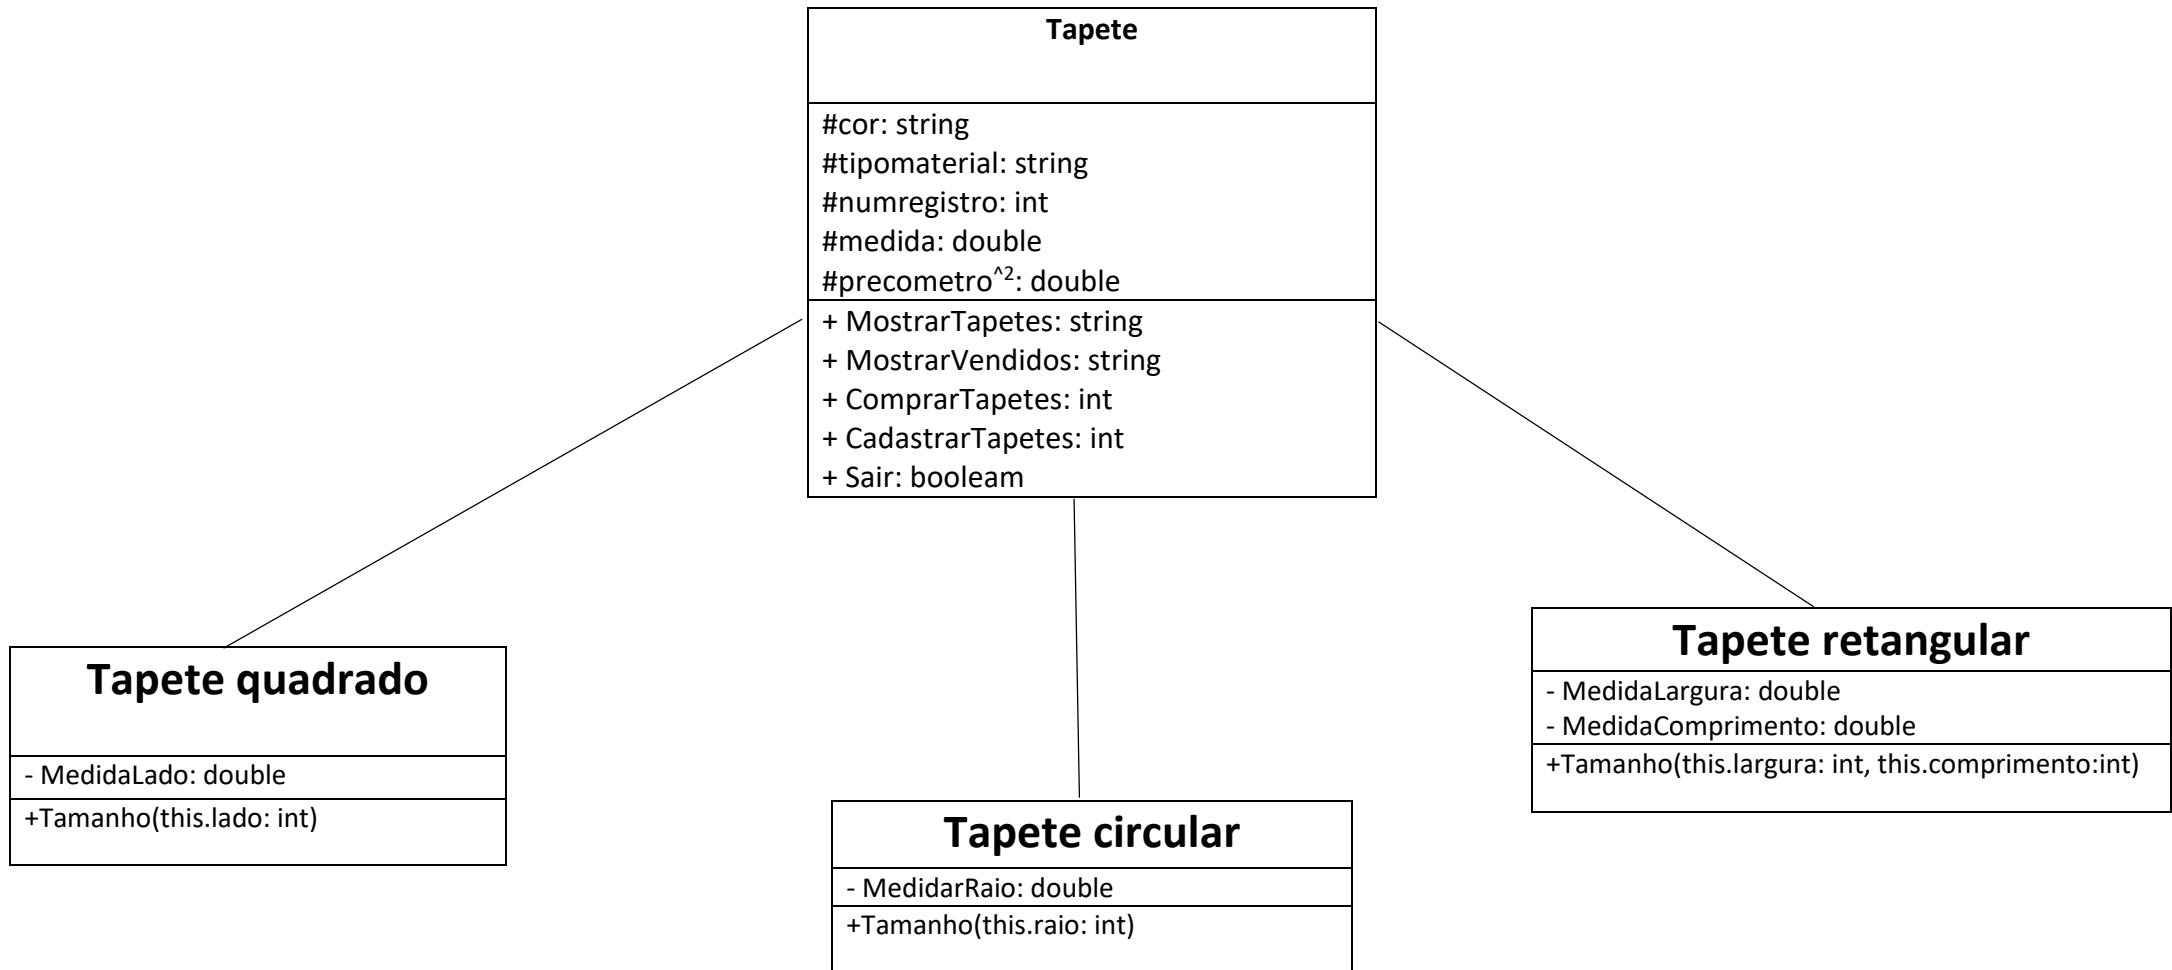 Tapete
#cor: string
#tipomaterial: string
#numregistro: int
#medida: double
#precometro^2: double
+ MostrarTapetes: string
+ MostrarVendidos: string
+ ComprarTapetes: int
+ CadastrarTapetes: int
+ Sair: booleam
Tapete quadrado
- MedidaLado: double
+Tamanho(this.lado: int)
Tapete circular
- MedidarRaio: double
+Tamanho(this.raio: int)
Tapete retangular
- MedidaLargura: double
- MedidaComprimento: double
+Tamanho(this.largura: int, this.comprimento:int)